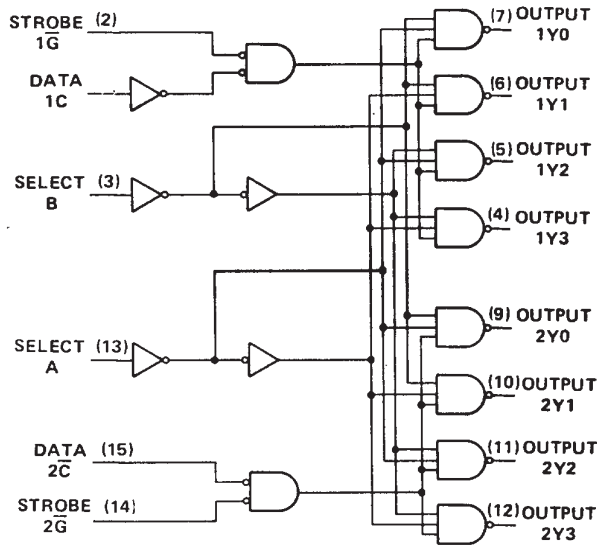 STROBE (2)
1G̅
DATA
1C
SELECT (3)
B
SELECT (13)
A
DATA (15)
2C̅
STROBE (14)
2G̅
(7) OUTPUT
1Y0
(6) OUTPUT
1Y1
(5) OUTPUT
1Y2
(4) OUTPUT
1Y3
(9) OUTPUT
2Y0
(10) OUTPUT
2Y1
(11) OUTPUT
2Y2
(12) OUTPUT
2Y3